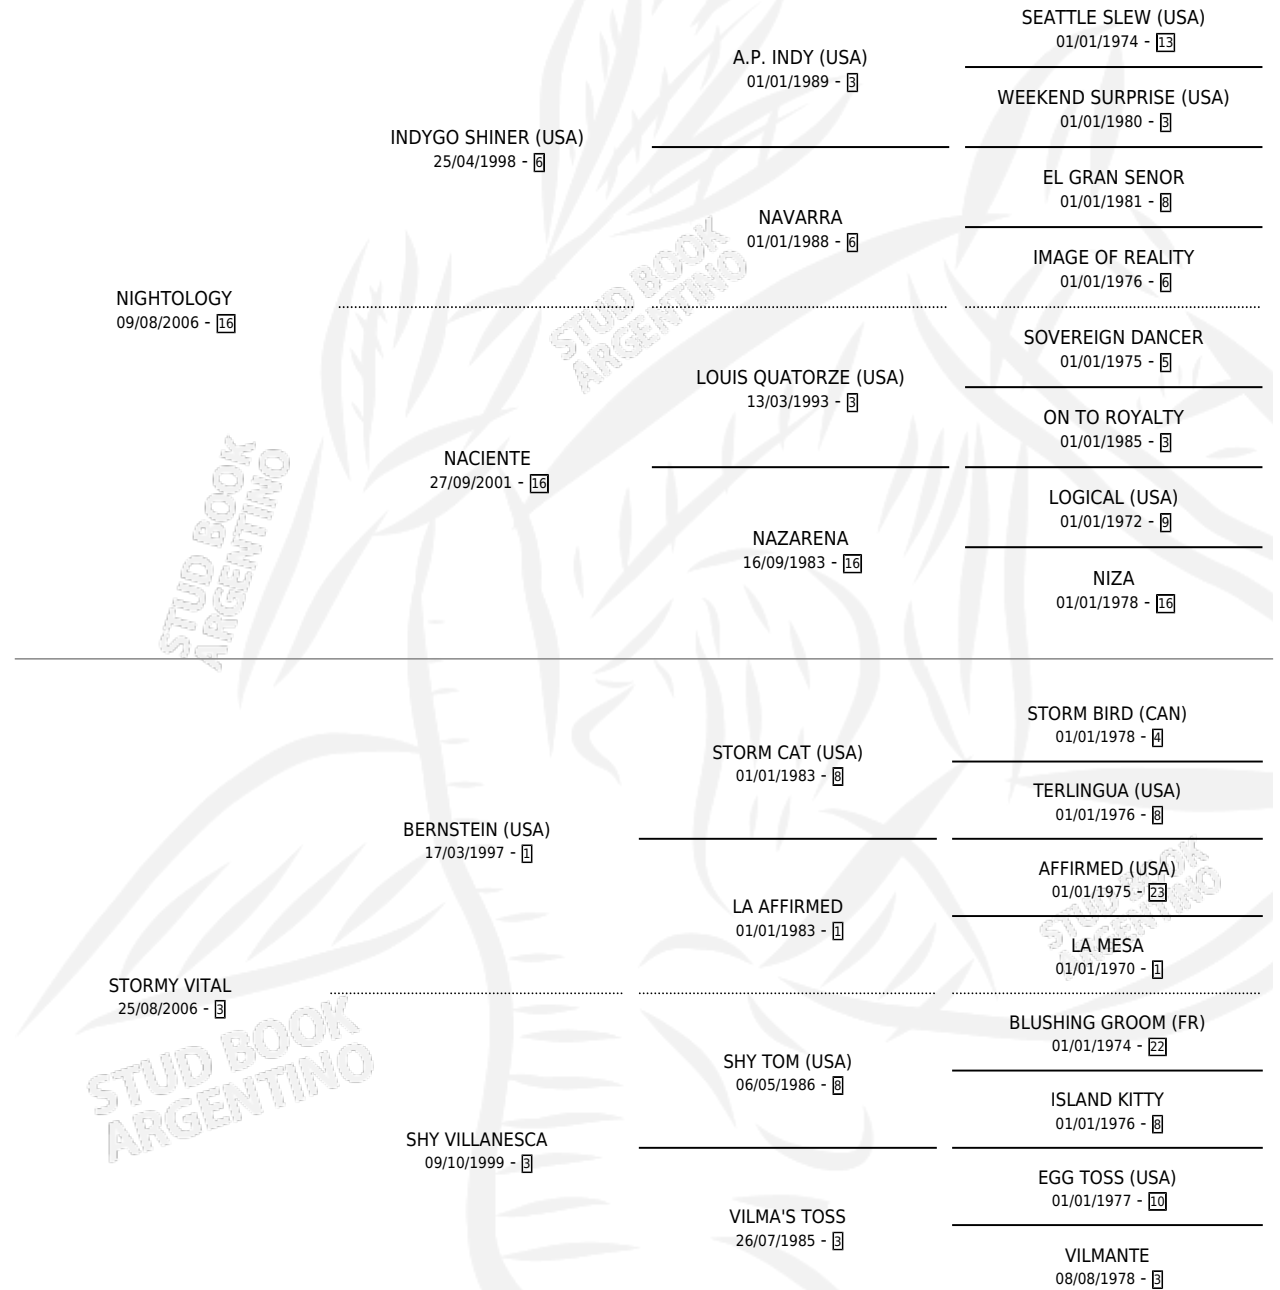 SEATTLE SLEW (USA)
01/01/1974 - 13
A.P. INDY (USA)
01/01/1989 - 3
WEEKEND SURPRISE (USA)
01/01/1980 - 3
INDYGO SHINER (USA)
25/04/1998 - 6
EL GRAN SENOR
01/01/1981 - 8
NAVARRA
01/01/1988 - 6
IMAGE OF REALITY
01/01/1976 - 6
NIGHTOLOGY
09/08/2006 - 16
SOVEREIGN DANCER
01/01/1975 - 5
LOUIS QUATORZE (USA)
13/03/1993 - 3
ON TO ROYALTY
01/01/1985 - 3
NACIENTE
27/09/2001 - 16
LOGICAL (USA)
01/01/1972 - 9
NAZARENA
16/09/1983 - 16
NIZA
01/01/1978 - 16
STORM BIRD (CAN)
01/01/1978 - 4
STORM CAT (USA)
01/01/1983 - 8
TERLINGUA (USA)
01/01/1976 - 8
BERNSTEIN (USA)
17/03/1997 - 1
AFFIRMED (USA)
01/01/1975 - 23
LA AFFIRMED
01/01/1983 - 1
LA MESA
01/01/1970 - 1
STORMY VITAL
25/08/2006 - 3
BLUSHING GROOM (FR)
01/01/1974 - 22
SHY TOM (USA)
06/05/1986 - 8
ISLAND KITTY
01/01/1976 - 8
SHY VILLANESCA
09/10/1999 - 3
EGG TOSS (USA)
01/01/1977 - 10
VILMA'S TOSS
26/07/1985 - 3
VILMANTE
08/08/1978 - 3
STUD BOOK
ARGENTINO
STUD BOOK
ARGENTINO
STUD BOOK
ARGENTINO
STUD BOOK
ARGENTINO